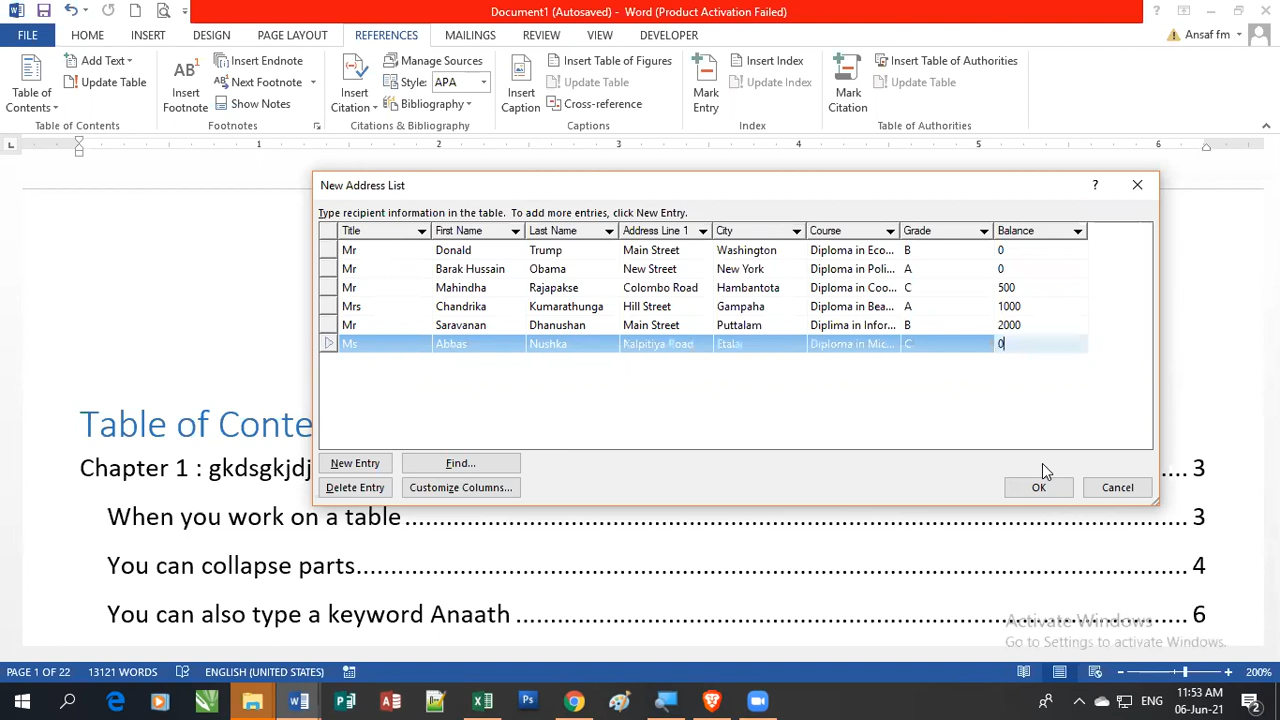 Document1 (Autosaved) - Word (Product Activation Failed)
FILE HOME INSERT DESIGN PAGE LAYOUT REFERENCES MAILINGS REVIEW VIEW DEVELOPER Ansaf fm
Add Text Insert Endnote Manage Sources Insert Table of Figures Insert Index Insert Table of Authorities
Update Table Next Footnote Style: APA Update Table Update Index Update Table
Table of Contents Insert Footnote Show Notes Insert Citation Bibliography Insert Caption Cross-reference Mark Entry Mark Citation
Table of Contents Footnotes Citations & Bibliography Captions Index Table of Authorities
1 2 3 4 5 6
New Address List
Type recipient information in the table. To add more entries, click New Entry.
Title First Name Last Name Address Line 1 City Course Grade Balance
Mr Donald Trump Main Street Washington Diploma in Eco... B 0
Mr Barak Hussain Obama New Street New York Diploma in Poli... A 0
Mr Mahindha Rajapakse Colombo Road Hambantota Diploma in Coo... C 500
Mrs Chandrika Kumarathunga Hill Street Gampaha Diploma in Bea... A 1000
Mr Saravanan Dhanushan Main Street Puttalam Diplima in Infor... B 2000
Ms Abbas Nushka Kalpitiya Road Etalai Diploma in Mic... C 0
New Entry Find...
Delete Entry Customize Columns... OK Cancel
Table of Conte
Chapter 1 : gkdsgkjdj 3
When you work on a table 3
You can collapse parts 4
You can also type a keyword Anaath 6
Activate Windows
Go to Settings to activate Windows.
PAGE 1 OF 22 13121 WORDS ENGLISH (UNITED STATES) 200%
ENG 11:53 AM
06-Jun-21 2